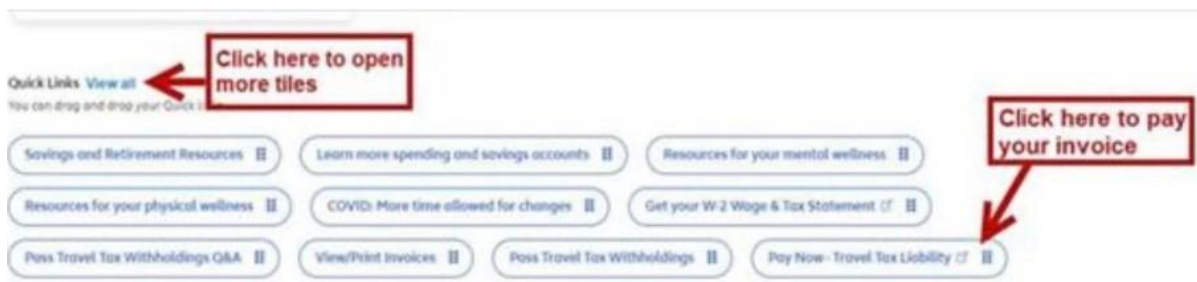 Click here to open
more tiles
Quick Links View all
You can drag and drop your Quick
Click here to pay
your invoice
Savings and Retirement Resources
Learn more spending and savings accounts
Resources for your mental wellness
Resources for your physical wellness
COVID: More time allowed for changes
Get your W-2 Wage & Tax Statement
Pass Travel Tax Withholdings Q&A
View/Print Invoices
Pass Travel Tax Withholdings
Pay Now - Travel Tax Liability